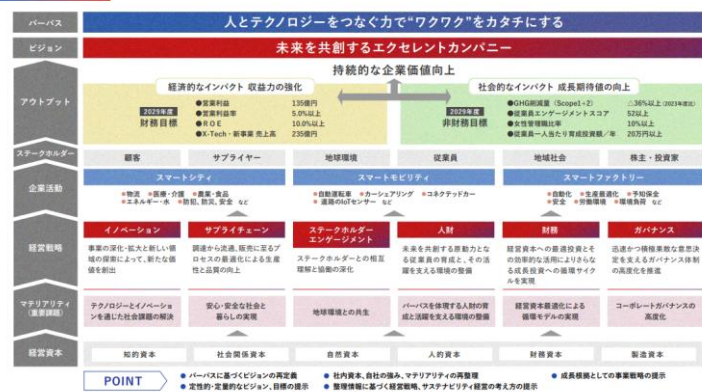 パーパス
人とテクノロジーをつなぐ力で“ワクワク”をカタチにする
ビジョン
未来を共創するエクセレントカンパニー
持続的な企業価値向上
アウトプット
経済的なインパクト 収益力の強化
2029年度
財務目標
●営業利益 135億円
●営業利益率 5.0%以上
●ROE 10.0%以上
●X-Tech・新事業 売上高 235億円
社会的なインパクト 成長期待値の向上
2029年度
非財務目標
●GHG削減量（Scope1+2） △36%以上(2023年度比)
●従業員エンゲージメントスコア 52以上
●女性管理職比率 10%以上
●従業員一人当たり育成投資額／年 20万円以上
ステークホルダー
顧客
サプライヤー
地球環境
従業員
地域社会
株主・投資家
企業活動
スマートシティ
●物流 ●医療・介護 ●農業・食品
●エネルギー・水 ●防犯、防災、安全 など
スマートモビリティ
●自動運転車 ●カーシェアリング ●コネクテッドカー
●道路のIoTセンサー など
スマートファクトリー
●自動化 ●生産最適化 ●予知保全
●安全 ●労働環境 ●環境負荷 など
経営戦略
イノベーション
事業の深化・拡大と新しい領
域の探索によって、新たな価
値を創出
サプライチェーン
調達から流通、販売に至るプ
ロセスの最適化による生産
性と品質の向上
ステークホルダー
エンゲージメント
ステークホルダーとの相互
理解と協働の深化
人財
未来を共創する原動力とな
る従業員の育成と、その活
躍を支える環境の整備
財務
経営資本への最適投資とそ
の効率的な活用によりさらな
る成長投資への循環サイク
ルを実現
ガバナンス
迅速かつ積極果敢な意思決
定を支えるガバナンス体制
の高度化を推進
マテリアリティ
（重要課題）
テクノロジーとイノベーショ
ンを通じた社会課題の解決
安心・安全な社会と
暮らしの実現
地球環境との共生
パーパスを体現する人財の育
成と活躍を支える環境の整備
経営資本最適化による
循環モデルの実現
コーポレートガバナンスの
高度化
経営資本
知的資本
社会関係資本
自然資本
人的資本
財務資本
製造資本
POINT
● パーパスに基づくビジョンの再定義
● 社内資本、自社の強み、マテリアリティの再整理
● 成長根拠としての事業戦略の提示
● 定性的・定量的なビジョン、目標の提示
● 整理情報に基づく経営戦略、サステナビリティ経営の考え方の提示